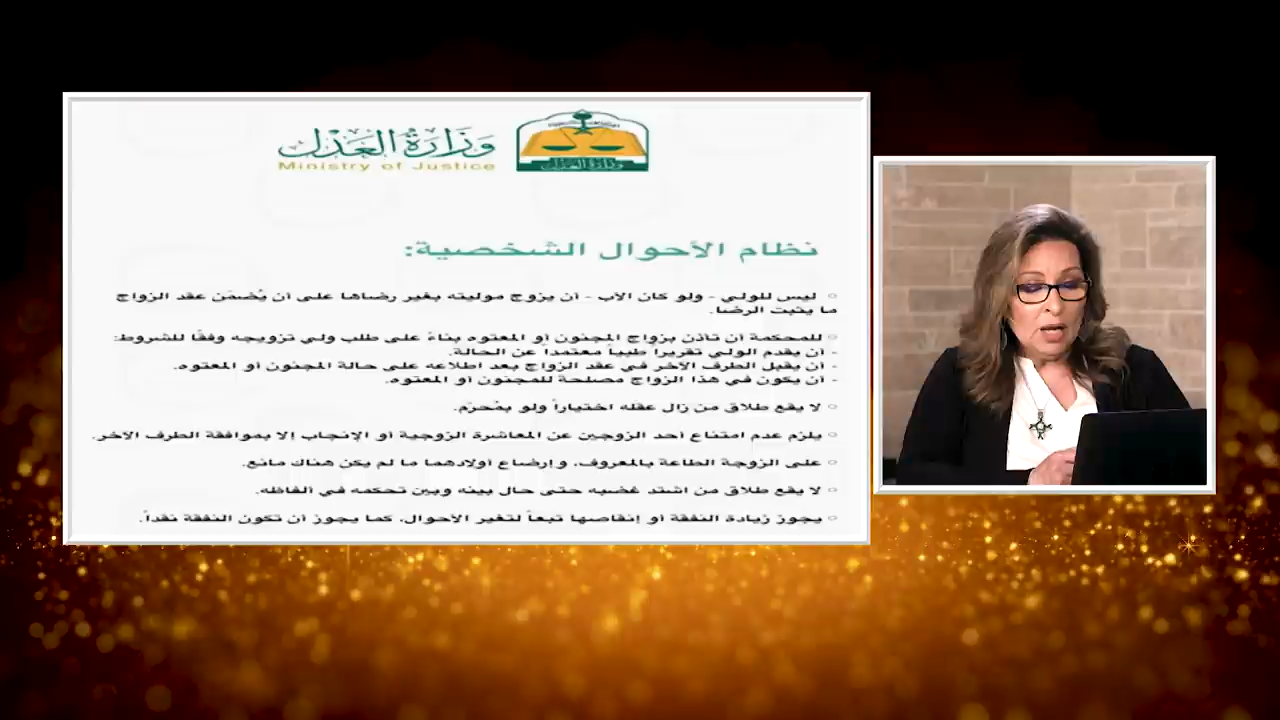 وزارة العدل
Ministry of Justice
وزارة العدل
نظام الأحوال الشخصية:
○ ليس للولي - ولو كان الأب - أن يزوج موليته بغير رضاها على أن يُضمَن عقد الزواج
ما يثبت الرضا.
○ للمحكمة أن تأذن بزواج المجنون أو المعتوه بناءً على طلب ولي تزويجه وفقًا للشروط:
- أن يقدم الولي تقريرًا طبياً معتمداً عن الحالة.
- أن يقبل الطرف الآخر في عقد الزواج بعد اطلاعه على حالة المجنون أو المعتوه.
- أن يكون في هذا الزواج مصلحة للمجنون أو المعتوه.
○ لا يقع طلاق من زال عقله اختياراً ولو بمُحرّم.
○ يلزم عدم امتناع أحد الزوجين عن المعاشرة الزوجية أو الإنجاب إلا بموافقة الطرف الآخر.
○ على الزوجة الطاعة بالمعروف، وإرضاع أولادهما ما لم يكن هناك مانع.
○ لا يقع طلاق من اشتد غضبه حتى حال بينه وبين تحكمه في ألفاظه.
○ يجوز زيادة النفقة أو إنقاصها تبعاً لتغير الأحوال، كما يجوز أن تكون النفقة نقداً.